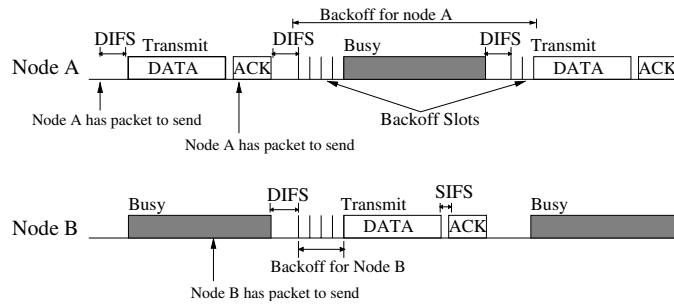 Backoff for node A
DIFS Transmit DIFS Busy DIFS Transmit
Node A DATA ACK DATA ACK
Node A has packet to send
Node A has packet to send
Backoff Slots
Busy DIFS Transmit SIFS Busy
Node B DATA ACK
Backoff for Node B
Node B has packet to send